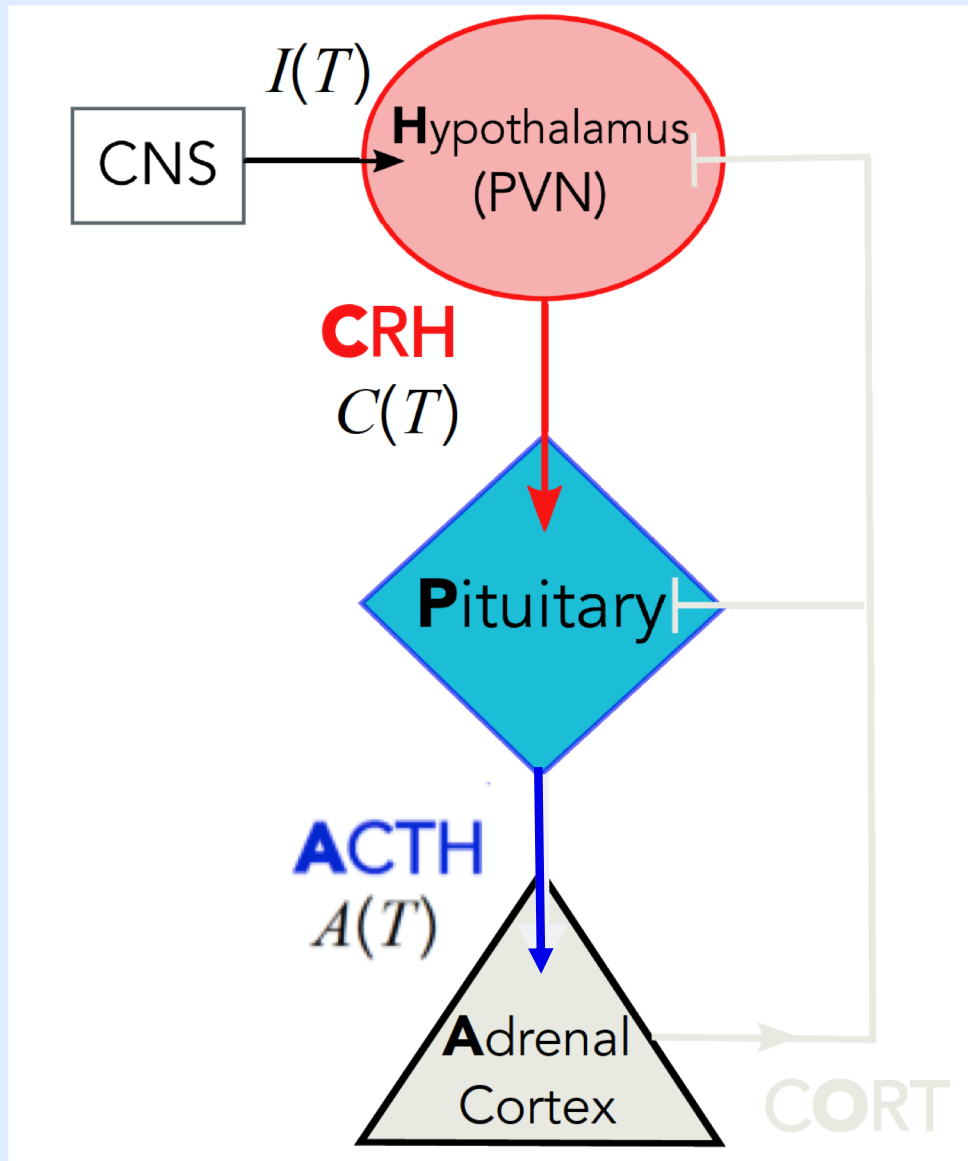 I(T)
CNS
Hypothalamus
(PVN)
CRH
C(T)
Pituitary
ACTH
A(T)
Adrenal
Cortex
CORT